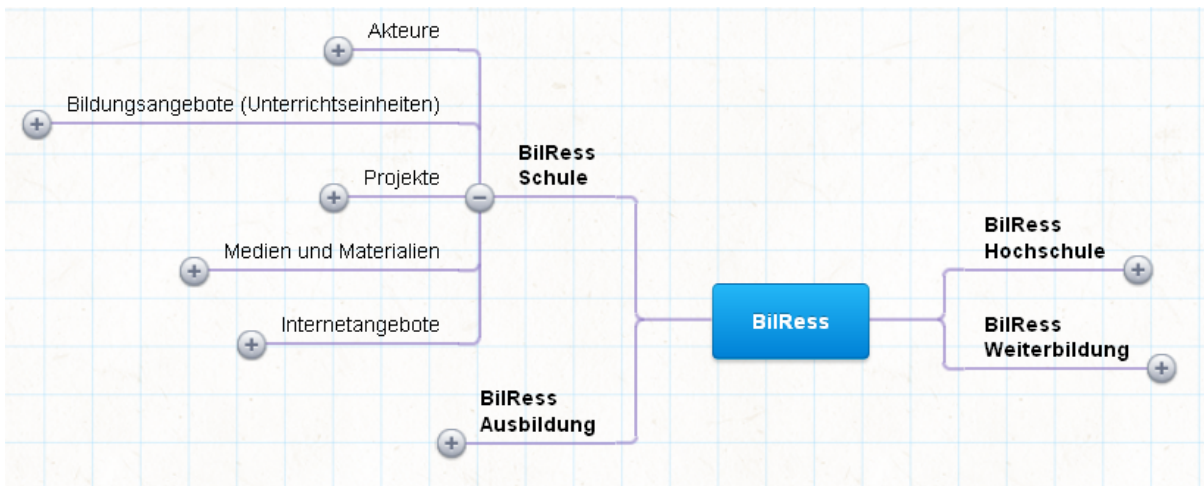 Akteure
Bildungsangebote (Unterrichtseinheiten)
Projekte
Medien und Materialien
Internetangebote
BilRess
Schule
BilRess
Ausbildung
BilRess
BilRess
Hochschule
BilRess
Weiterbildung